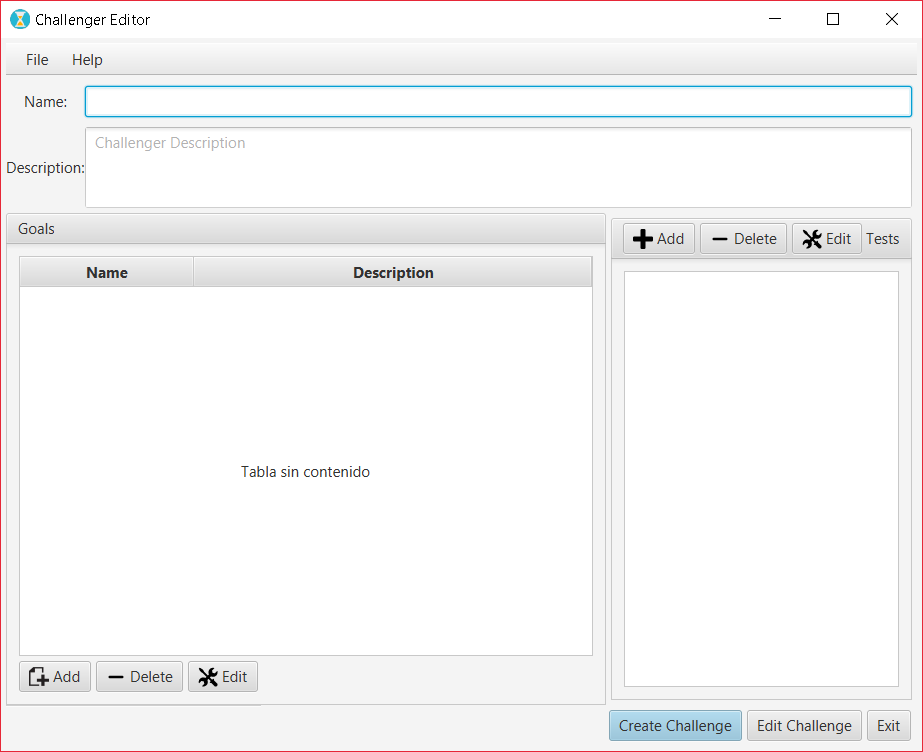 Challenger Editor
File Help
Name:
Challenger Description
Description:
Goals
Add Delete Edit Tests
Name Description
Tabla sin contenido
Add Delete Edit
Create Challenge Edit Challenge Exit